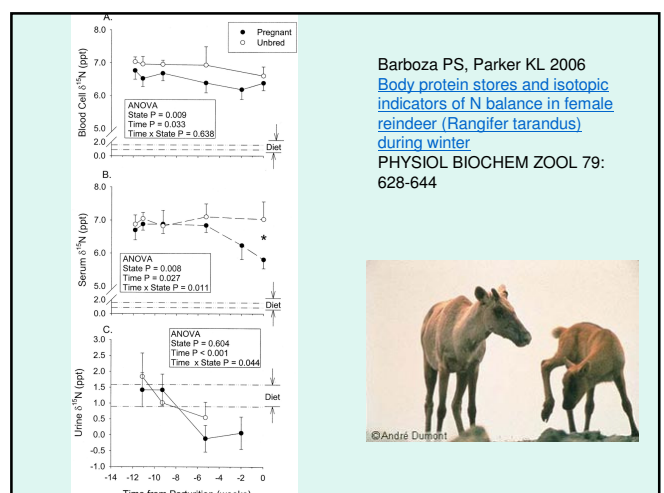 A.
8.0
Pregnant
Unbred
7.0
6.0
5.0
2.0
0.0
Blood Cell δ¹⁵N (ppt)
ANOVA
State P = 0.009
Time P = 0.033
Time x State P = 0.638
Diet
B.
8.0
7.0
6.0
5.0
2.0
0.0
Serum δ¹⁵N (ppt)
*
ANOVA
State P = 0.008
Time P = 0.027
Time x State P = 0.011
Diet
C.
3.0
2.5
2.0
1.5
1.0
0.5
0.0
-0.5
-1.0
Urine δ¹⁵N (ppt)
ANOVA
State P = 0.604
Time P < 0.001
Time x State P = 0.044
Diet
-14 -12 -10 -8 -6 -4 -2 0
Time from Parturition (weeks)
Barboza PS, Parker KL 2006
Body protein stores and isotopic
indicators of N balance in female
reindeer (Rangifer tarandus)
during winter
PHYSIOL BIOCHEM ZOOL 79:
628-644
©André Dumont